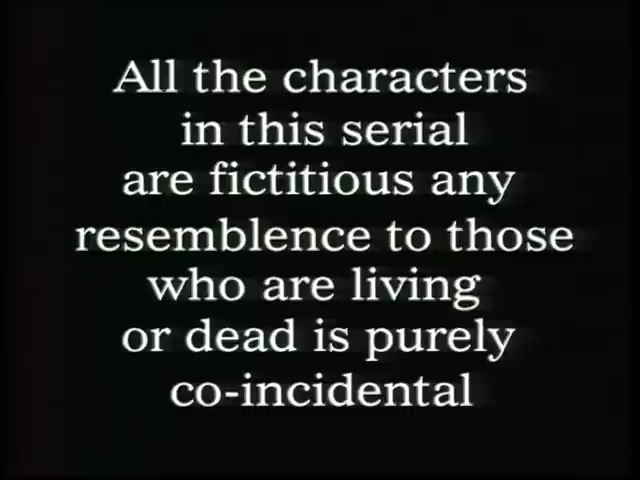 All the characters
in this serial
are fictitious any
resemblence to those
who are living
or dead is purely
co-incidental